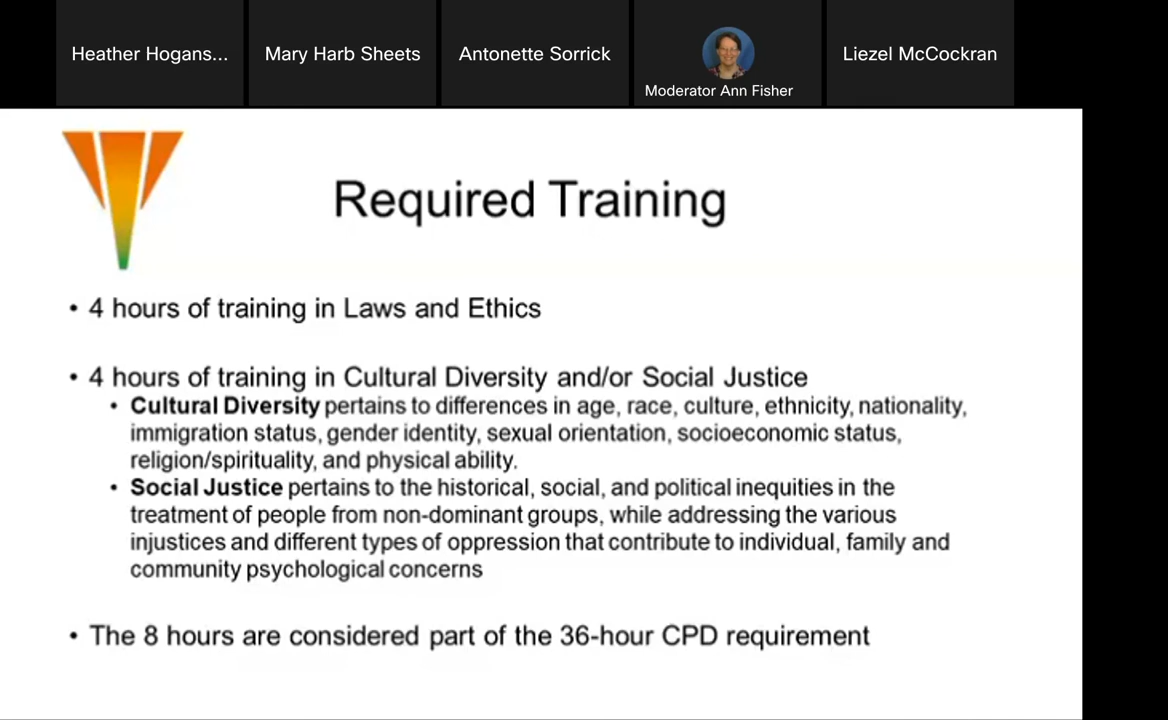 Heather Hogans...
Mary Harb Sheets
Antonette Sorrick
Moderator Ann Fisher
Liezel McCockran
Required Training
• 4 hours of training in Laws and Ethics
• 4 hours of training in Cultural Diversity and/or Social Justice
• Cultural Diversity pertains to differences in age, race, culture, ethnicity, nationality,
immigration status, gender identity, sexual orientation, socioeconomic status,
religion/spirituality, and physical ability.
• Social Justice pertains to the historical, social, and political inequities in the
treatment of people from non-dominant groups, while addressing the various
injustices and different types of oppression that contribute to individual, family and
community psychological concerns
• The 8 hours are considered part of the 36-hour CPD requirement